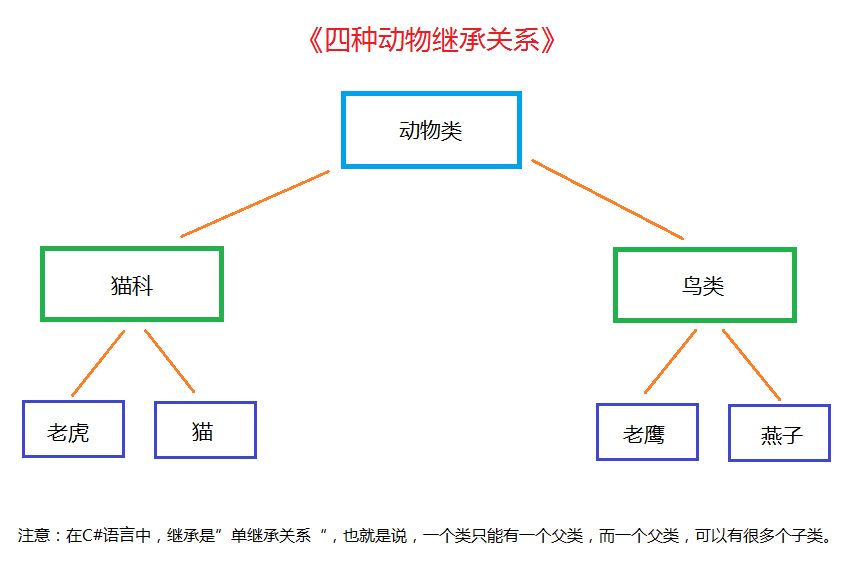 《四种动物继承关系》
动物类
猫科
鸟类
老虎
猫
老鹰
燕子
注意：在C#语言中，继承是”单继承关系“，也就是说，一个类只能有一个父类，而一个父类，可以有很多个子类。